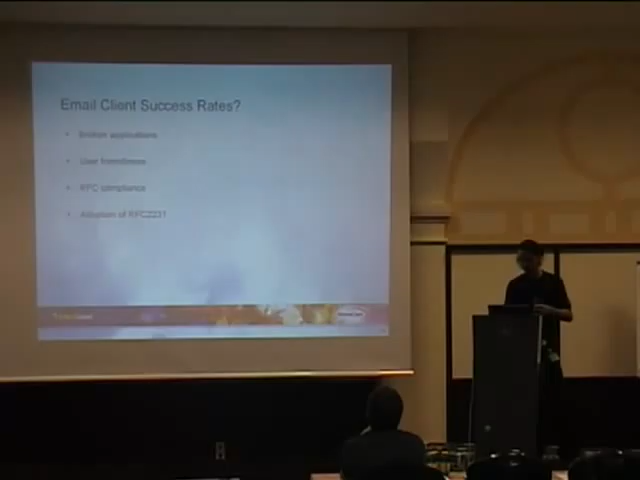 Email Client Success Rates?
Broken applications
User friendliness
RFC compliance
Adoption of RFC2231